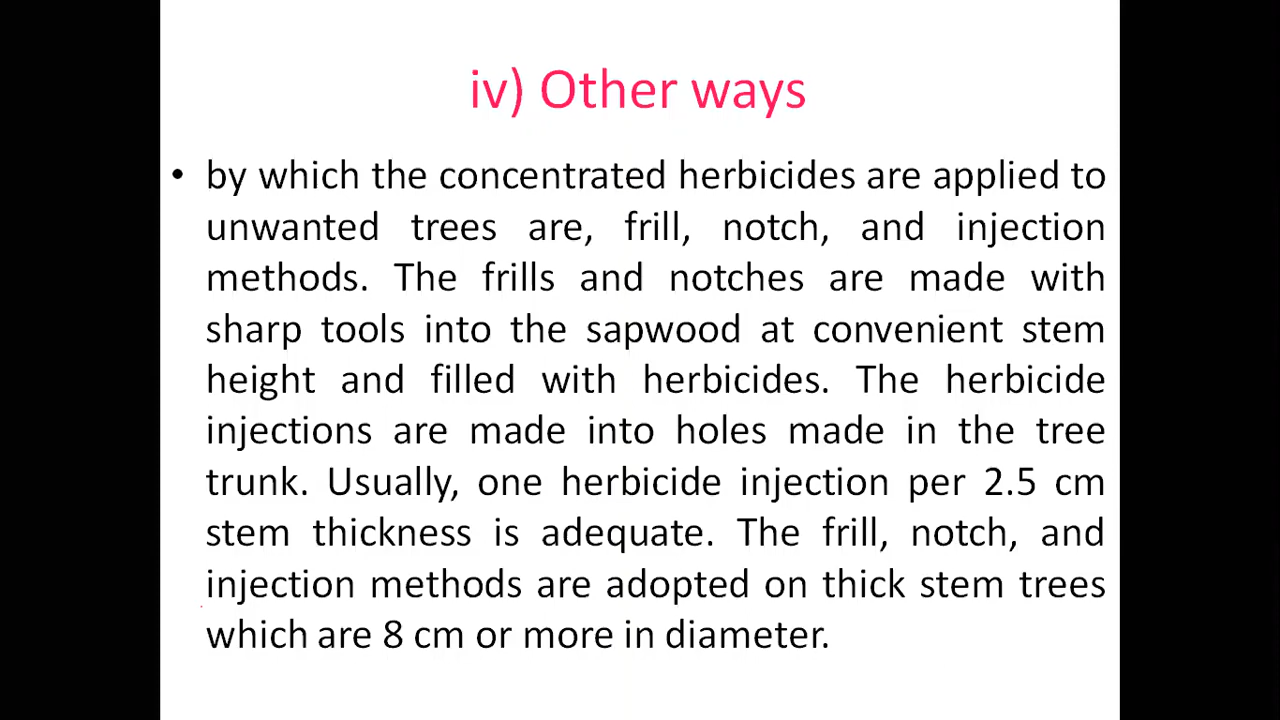 iv) Other ways
• by which the concentrated herbicides are applied to
unwanted trees are, frill, notch, and injection
methods. The frills and notches are made with
sharp tools into the sapwood at convenient stem
height and filled with herbicides. The herbicide
injections are made into holes made in the tree
trunk. Usually, one herbicide injection per 2.5 cm
stem thickness is adequate. The frill, notch, and
injection methods are adopted on thick stem trees
which are 8 cm or more in diameter.